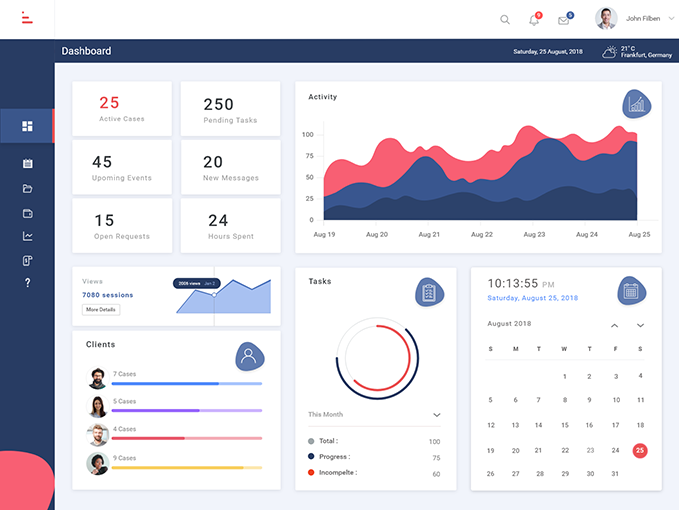 9
5
John Filben
Dashboard
Saturday, 25 August, 2018
21°C
Frankfurt, Germany
25
Active Cases
250
Pending Tasks
45
Upoming Events
20
New Messages
15
Open Requests
24
Hours Spent
Activity
100
75
50
25
0
Aug 19
Aug 20
Aug 21
Aug 22
Aug 23
Aug 24
Aug 25
Views
7080 sessions
More Details
2006 views Jan 2
Clients
7 Cases
5 Cases
4 Cases
9 Cases
Tasks
This Month
Total : 100
Progress : 75
Incompelte : 60
10:13:55 PM
Saturday, August 25, 2018
August 2018
S M T W T F S
1 2 3 4
5 6 7 8 9 10 11
12 13 14 15 16 17 18
19 20 21 22 23 24 25
26 27 28 29 30 31
?